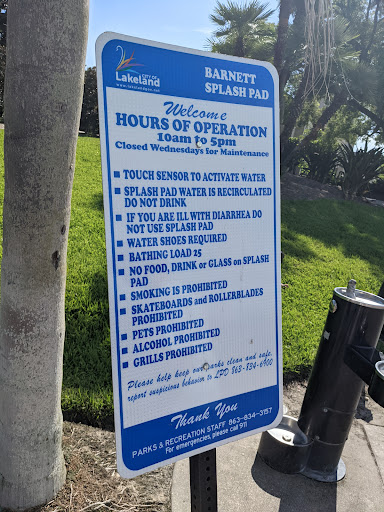 CITY OF
Lakeland
www.lakelandgov.net
BARNETT
SPLASH PAD
Welcome
HOURS OF OPERATION
10am to 5pm
Closed Wednesdays for Maintenance
TOUCH SENSOR TO ACTIVATE WATER
SPLASH PAD WATER IS RECIRCULATED
DO NOT DRINK
IF YOU ARE ILL WITH DIARRHEA DO
NOT USE SPLASH PAD
WATER SHOES REQUIRED
BATHING LOAD 25
NO FOOD, DRINK or GLASS on SPLASH
PAD
SMOKING IS PROHIBITED
SKATEBOARDS and ROLLERBLADES
PROHIBITED
PETS PROHIBITED
ALCOHOL PROHIBITED
GRILLS PROHIBITED
Please help keep our parks clean and safe,
report suspicious behavior to LPD 863-834-6900
Thank You
PARKS & RECREATION STAFF 863-834-3157
For emergencies, please call 911